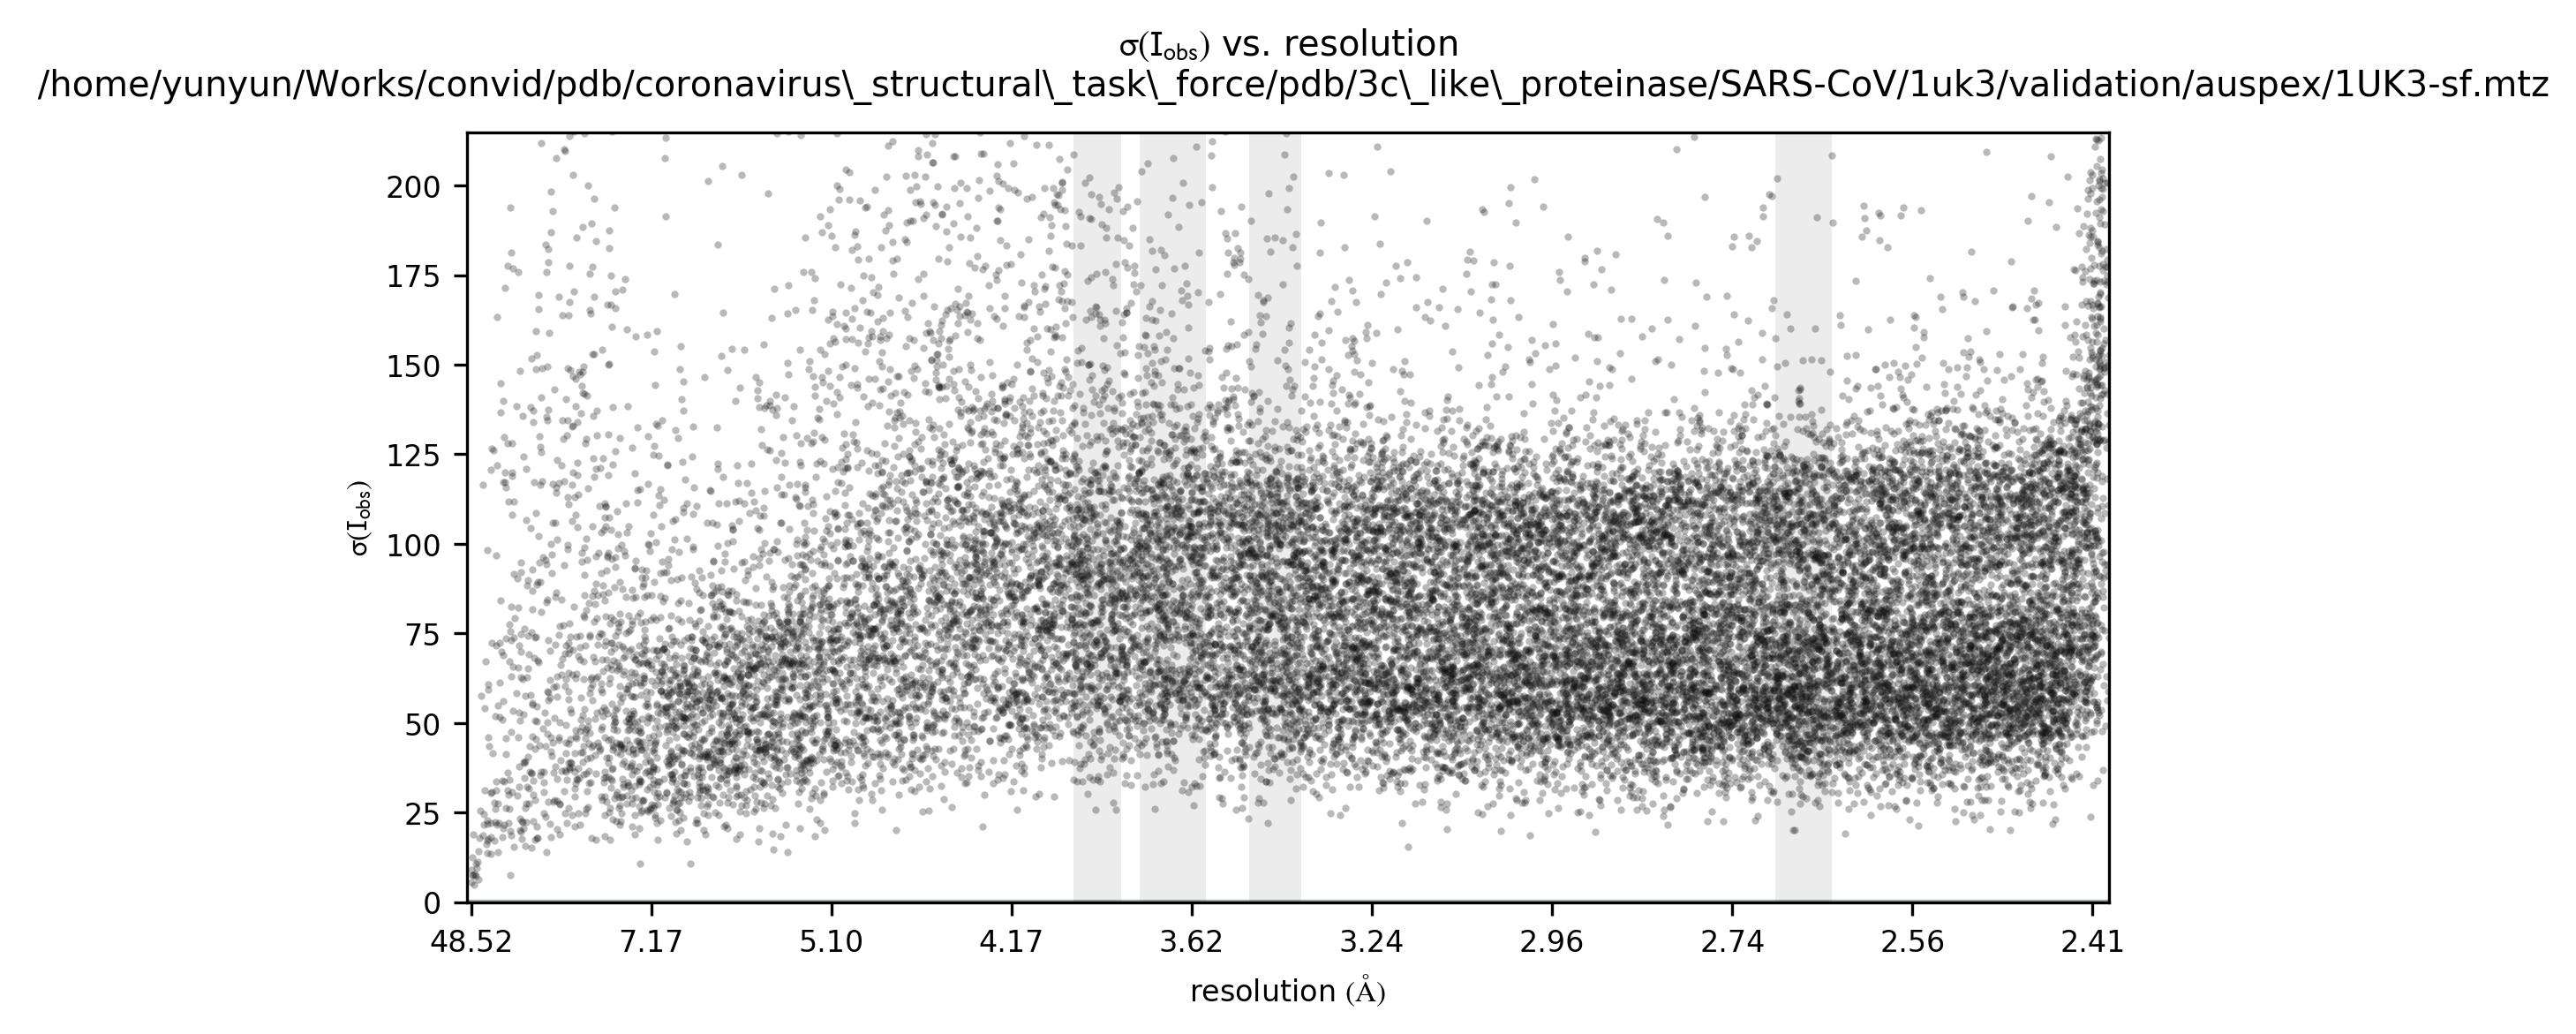 σ(I_obs) vs. resolution
/home/yunyun/Works/convid/pdb/coronavirus\_structural\_task\_force/pdb/3c\_like\_proteinase/SARS-CoV/1uk3/validation/auspex/1UK3-sf.mtz
σ(I_obs)
200
175
150
125
100
75
50
25
0
48.52 7.17 5.10 4.17 3.62 3.24 2.96 2.74 2.56 2.41
resolution (Å)